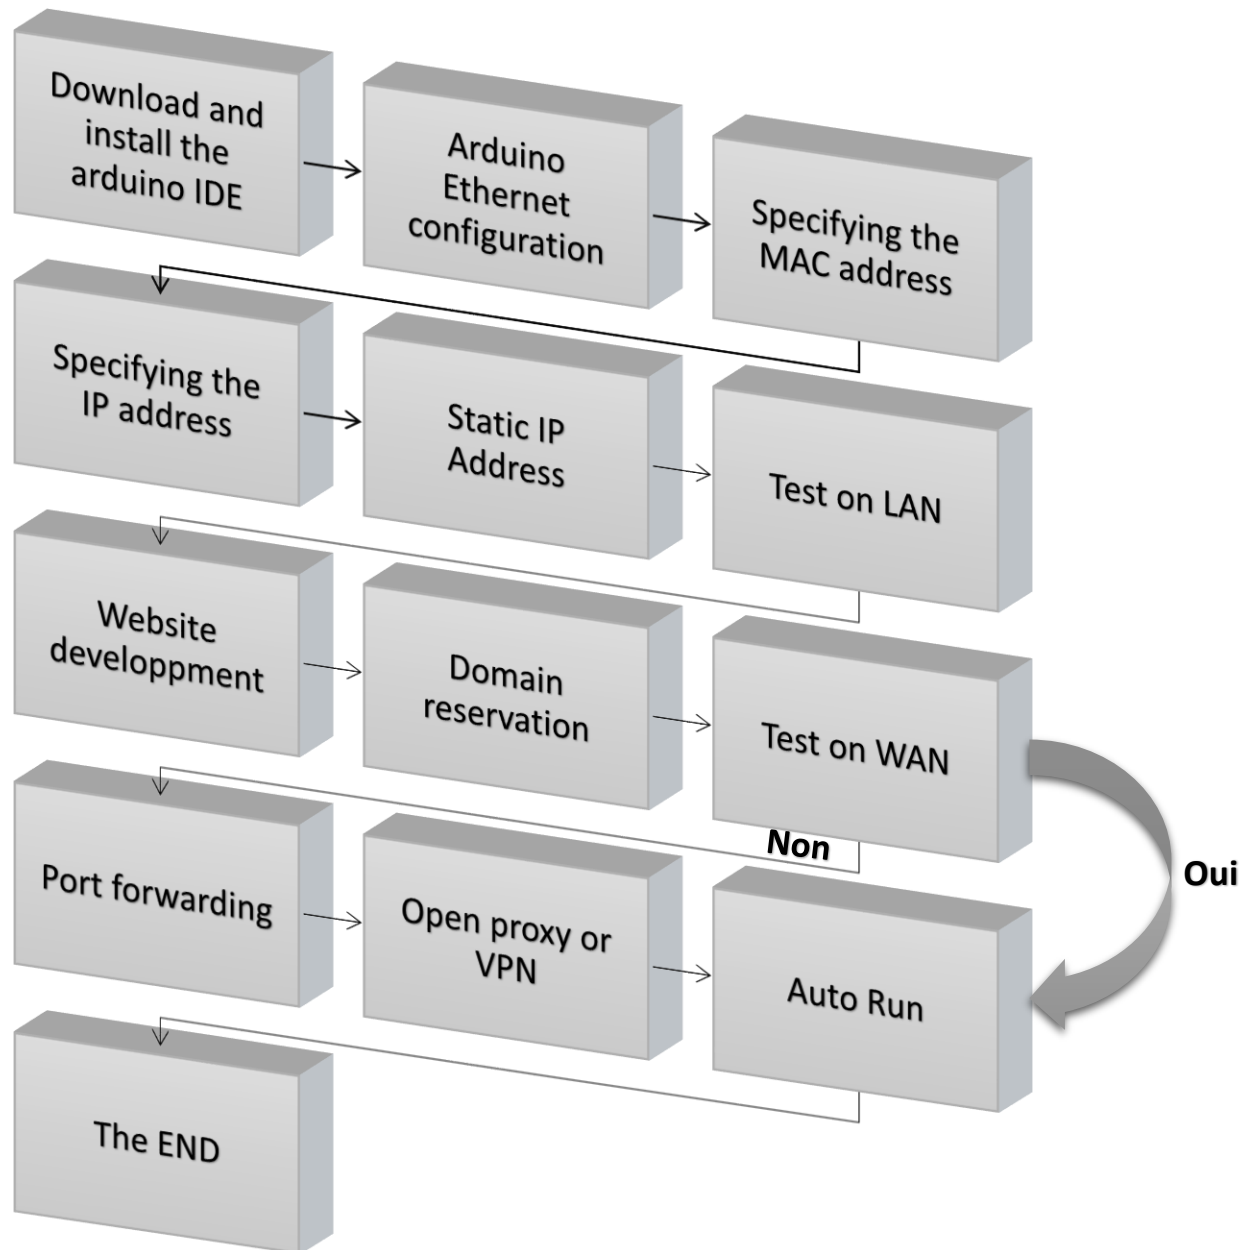 Download and
install the
arduino IDE
Arduino
Ethernet
configuration
Specifying the
MAC address
Specifying the
IP address
Static IP
Address
Test on LAN
Website
developpment
Domain
reservation
Test on WAN
Non
Oui
Port forwarding
Open proxy or
VPN
Auto Run
The END